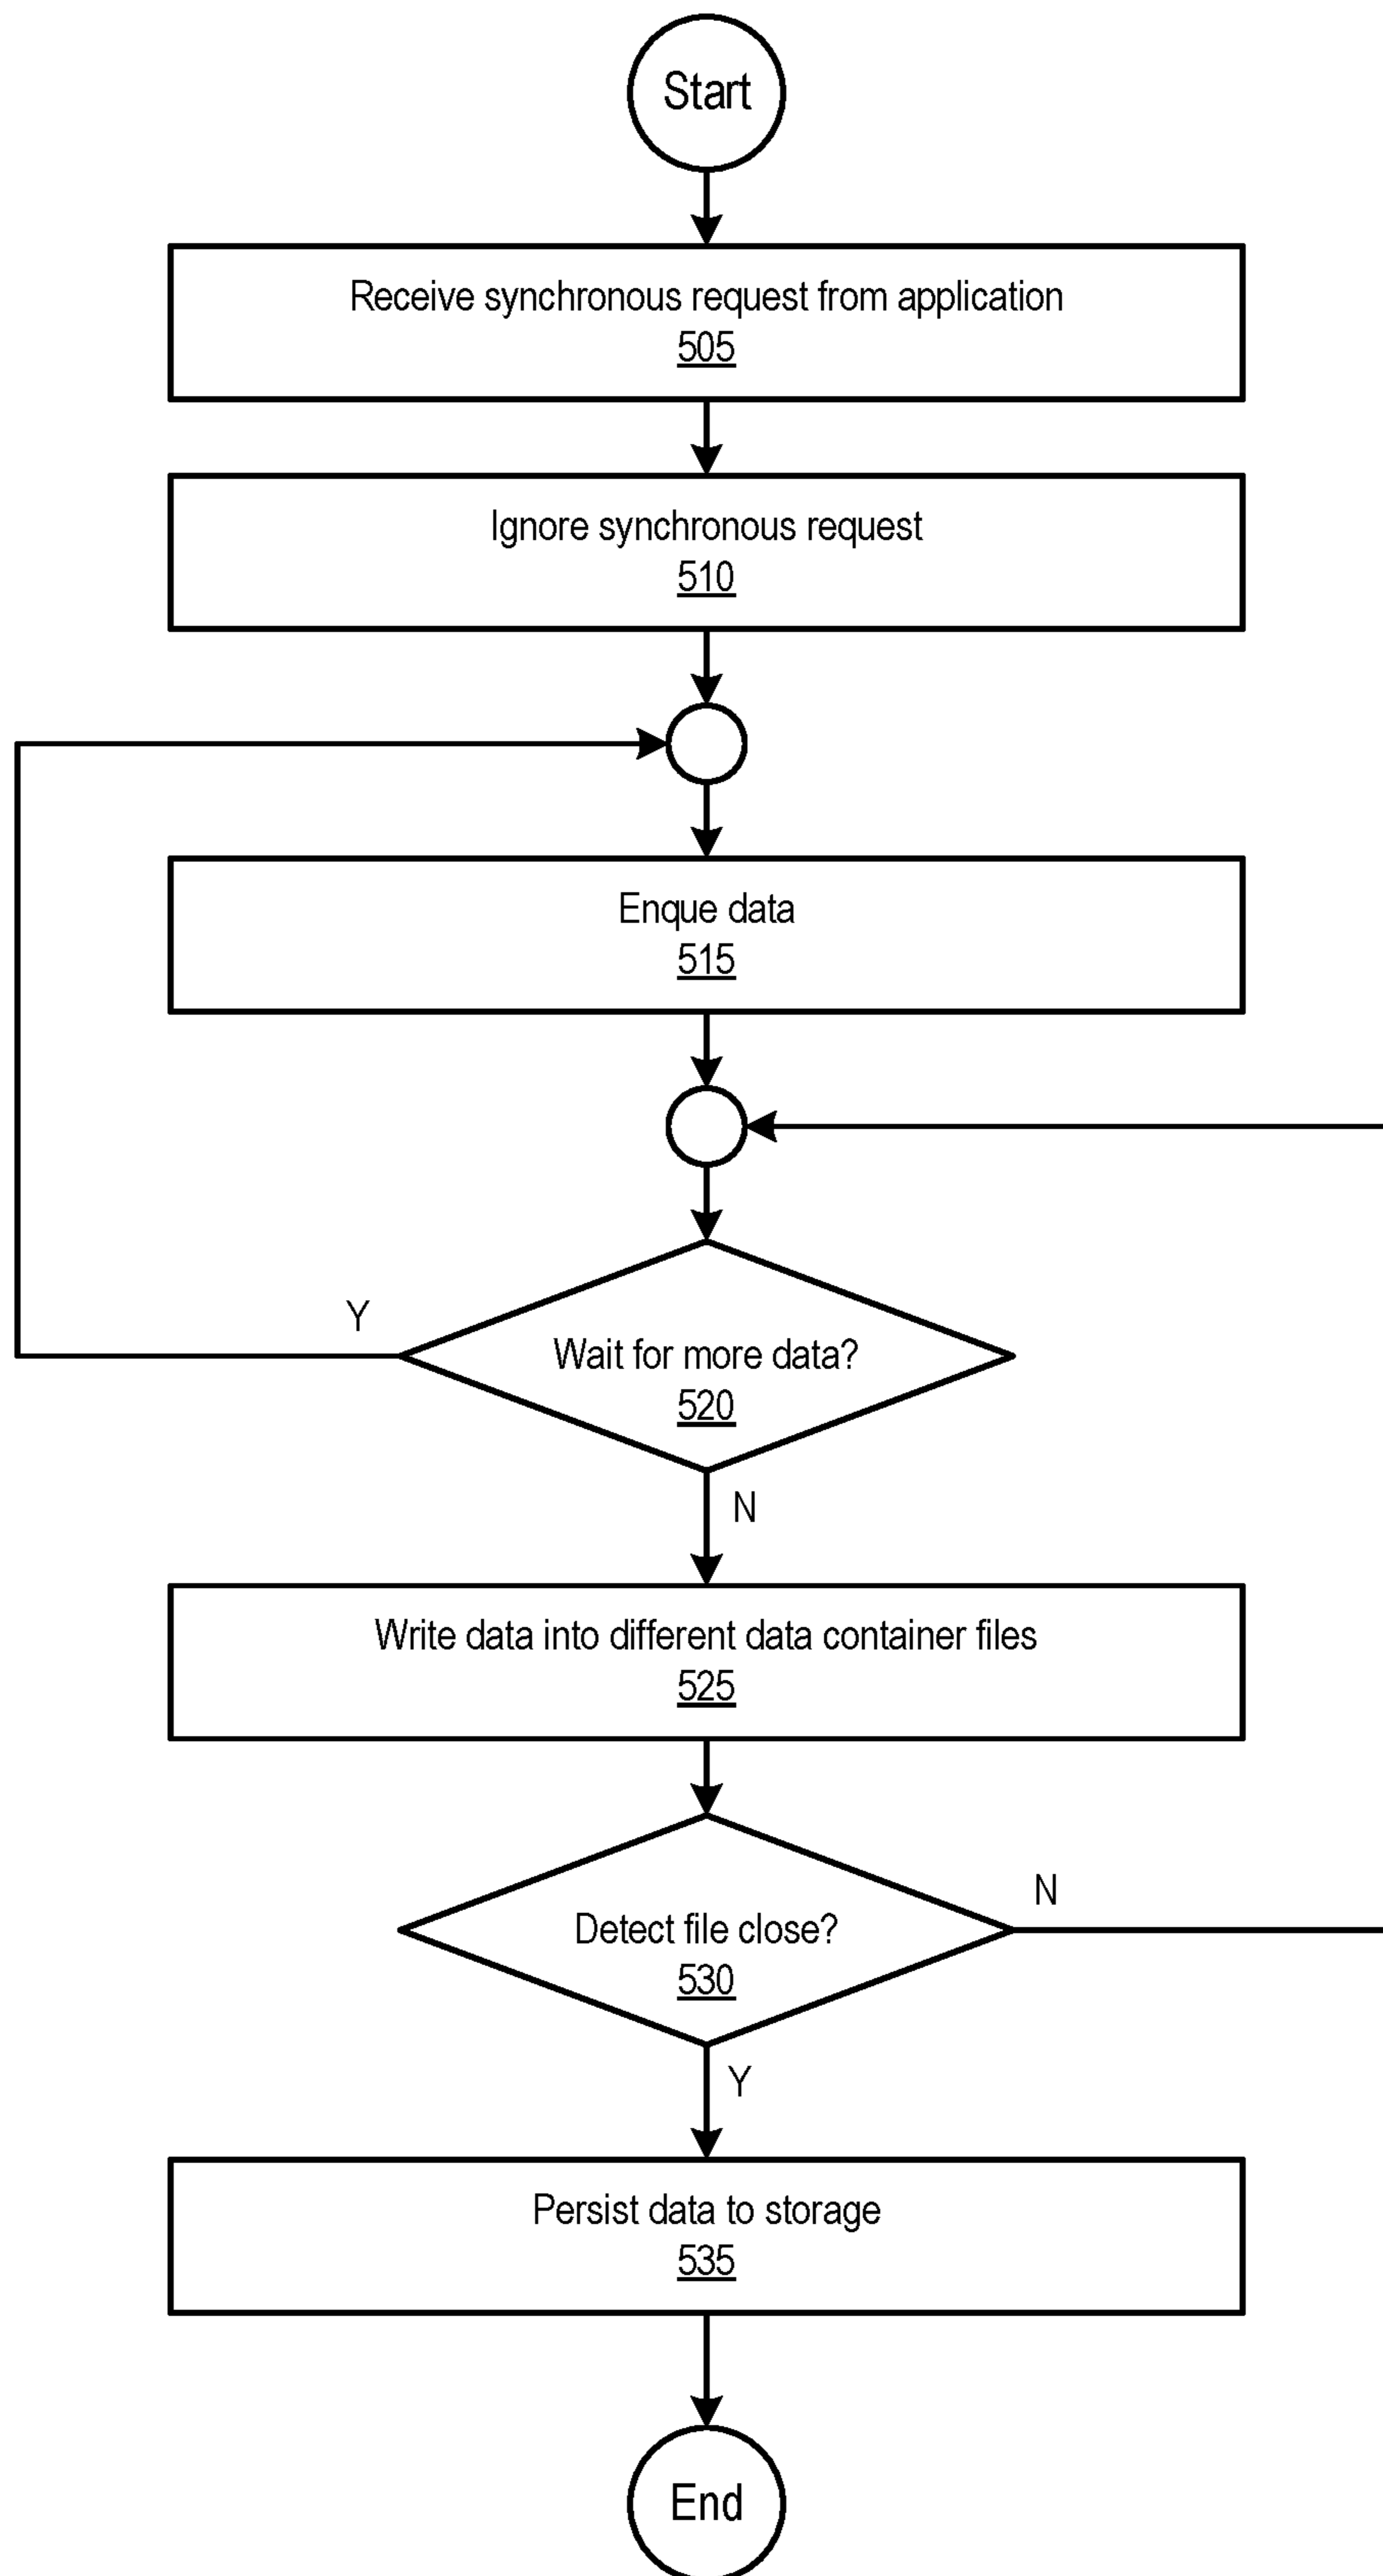 Start
Receive synchronous request from application
505
Ignore synchronous request
510
Enque data
515
Y
Wait for more data?
520
N
Write data into different data container files
525
N
Detect file close?
530
Y
Persist data to storage
535
End